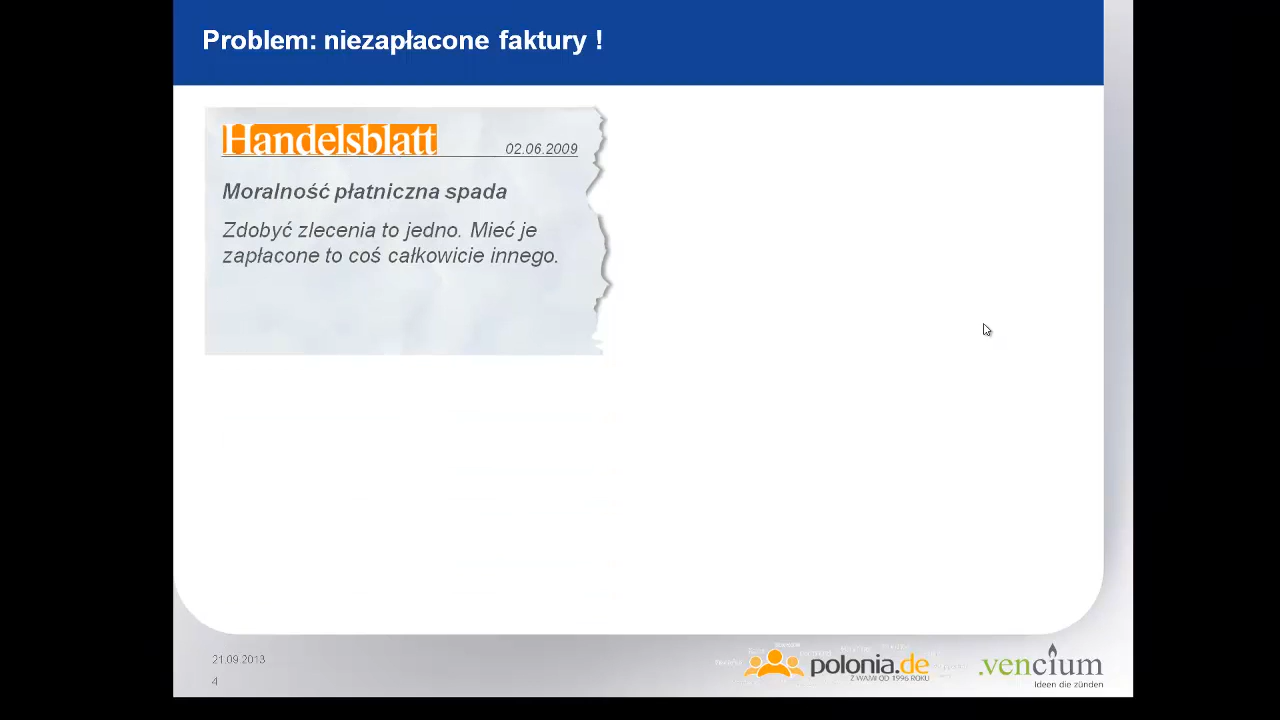 Problem: niezapłacone faktury !
Handelsblatt
02.06.2009
Moralność płatniczna spada
Zdobyć zlecenia to jedno. Mieć je
zapłacone to coś całkowicie innego.
21.09.2013
4
polonia.de
Z WAMI OD 1996 ROKU
.vencium
Ideen die zünden